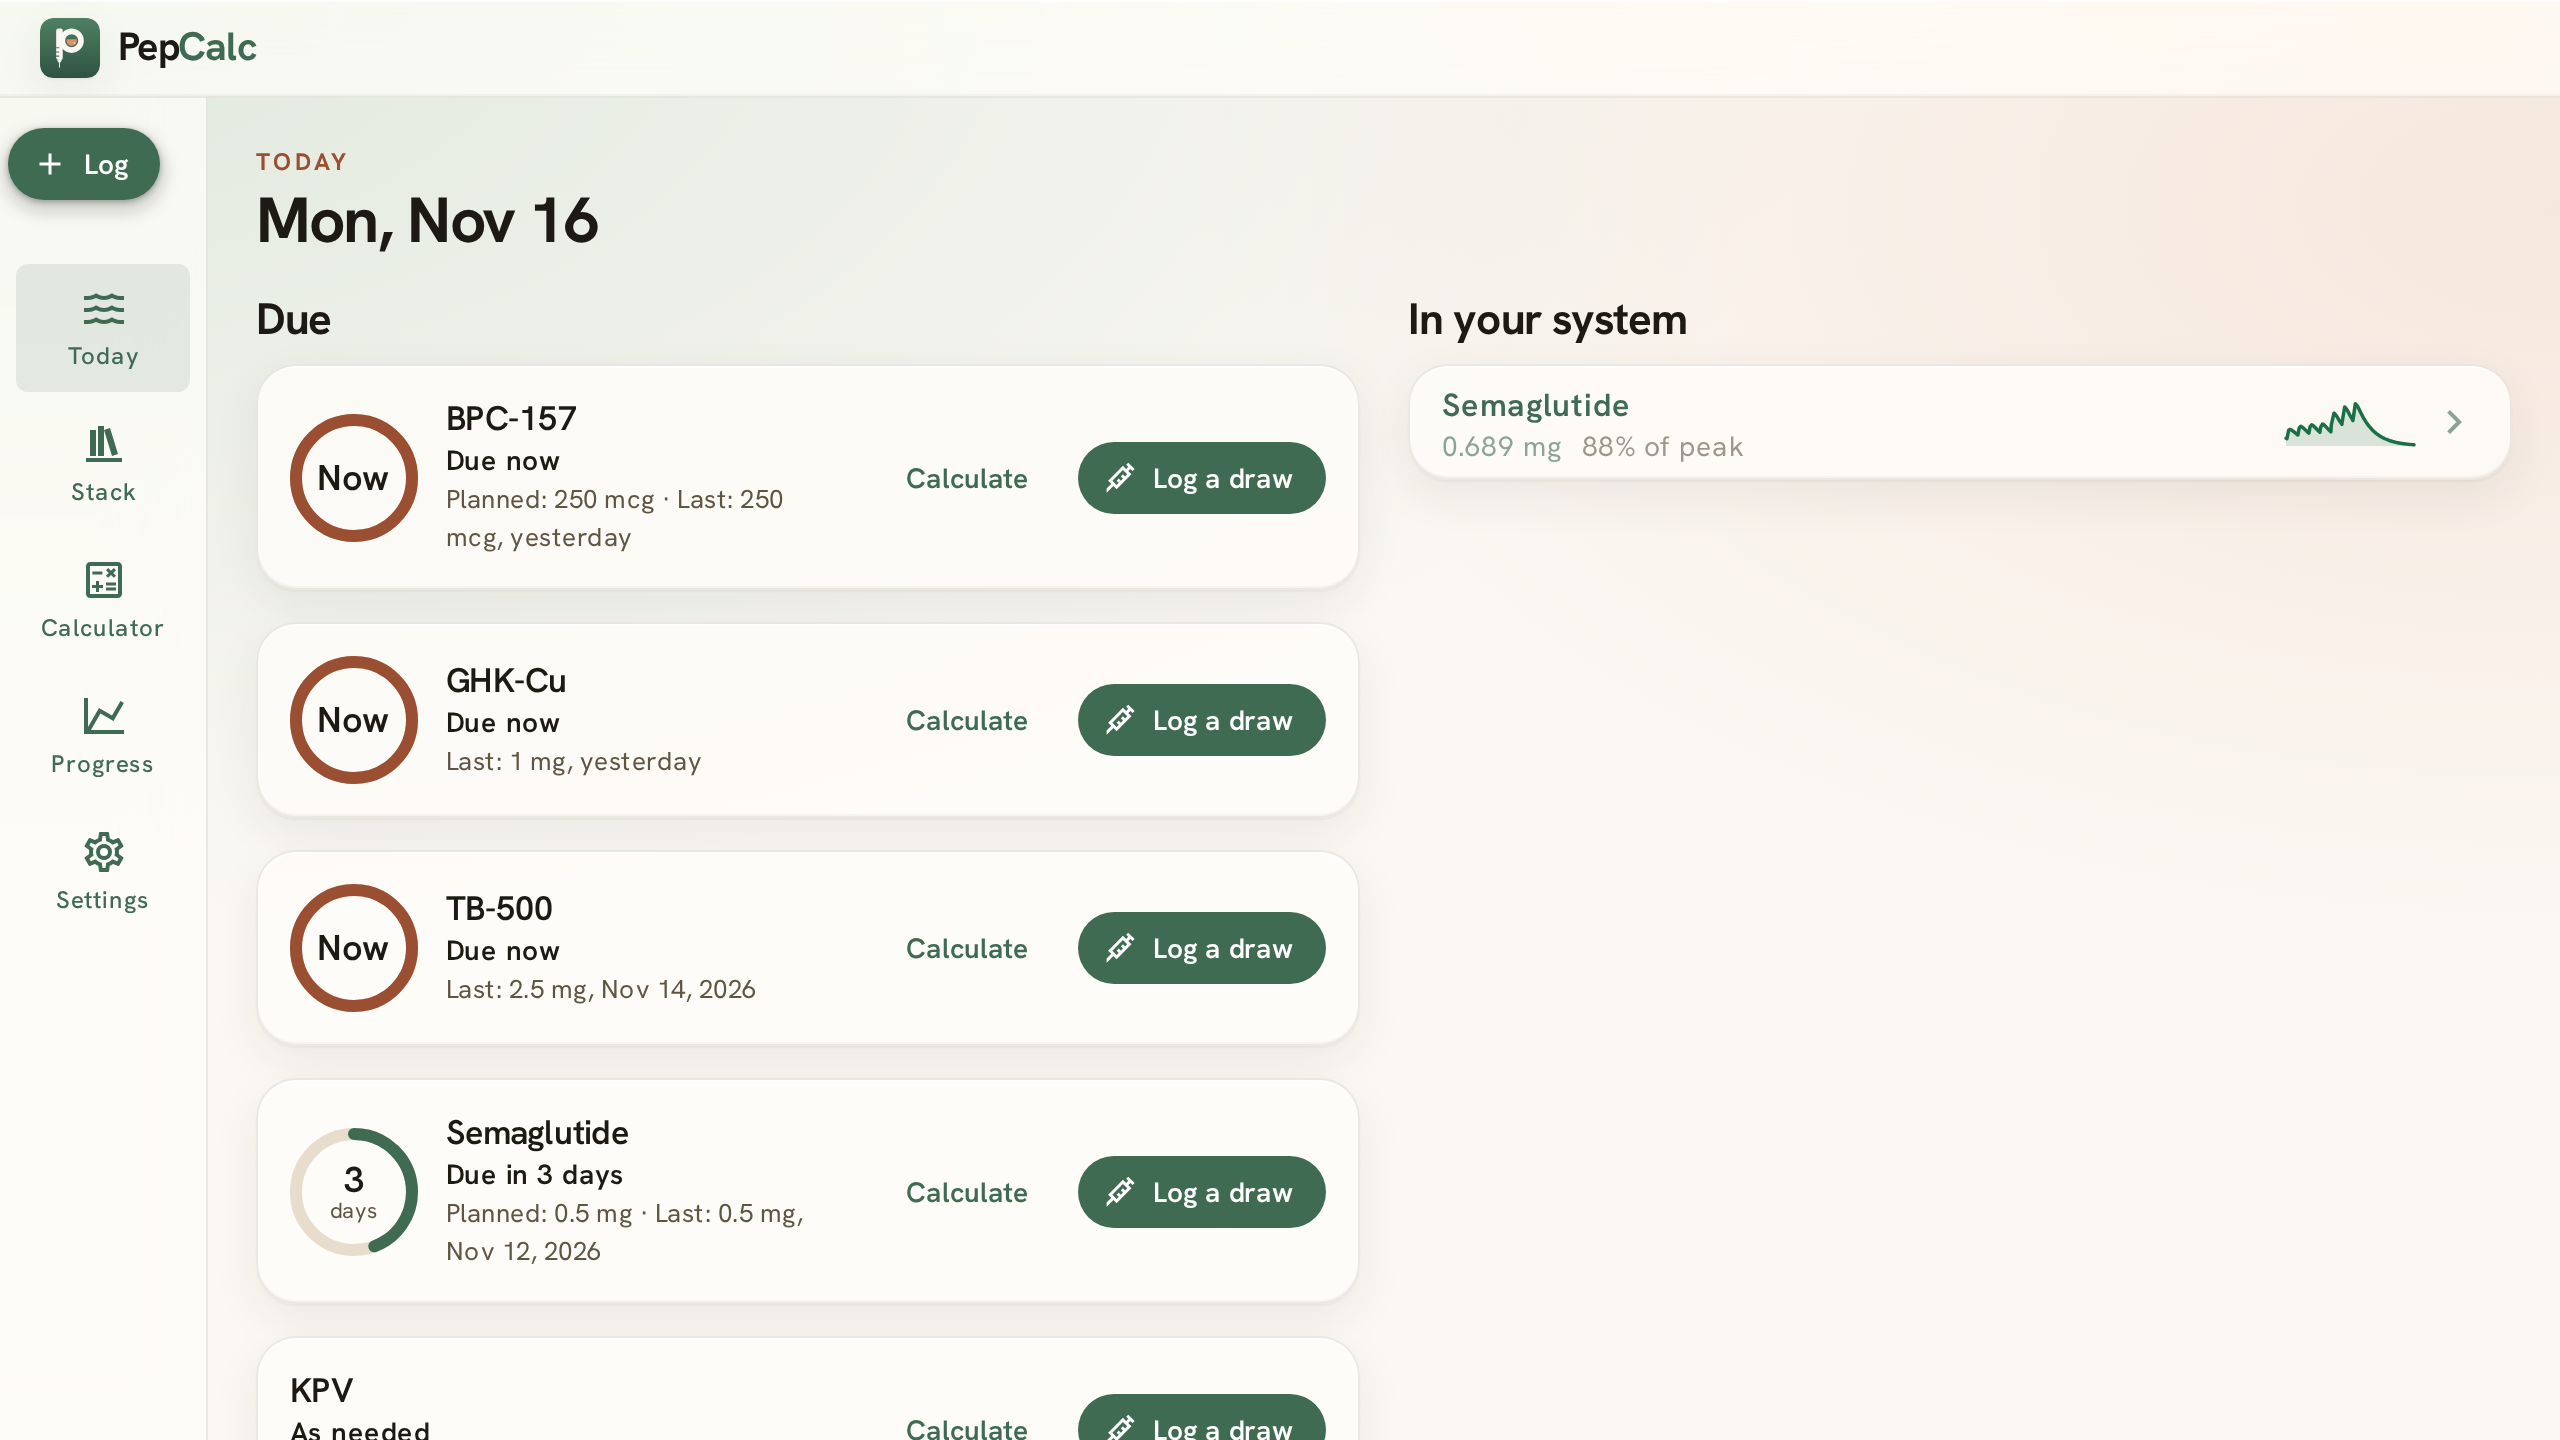 PepCalc
Log
Today
Stack
Calculator
Progress
Settings
TODAY
Mon, Nov 16
Due
Now
BPC-157
Due now
Planned: 250 mcg · Last: 250
mcg, yesterday
Calculate
Log a draw
Now
GHK-Cu
Due now
Last: 1 mg, yesterday
Calculate
Log a draw
Now
TB-500
Due now
Last: 2.5 mg, Nov 14, 2026
Calculate
Log a draw
3
days
Semaglutide
Due in 3 days
Planned: 0.5 mg · Last: 0.5 mg,
Nov 12, 2026
Calculate
Log a draw
KPV
As needed
Calculate
Log a draw
In your system
Semaglutide
0.689 mg 88% of peak